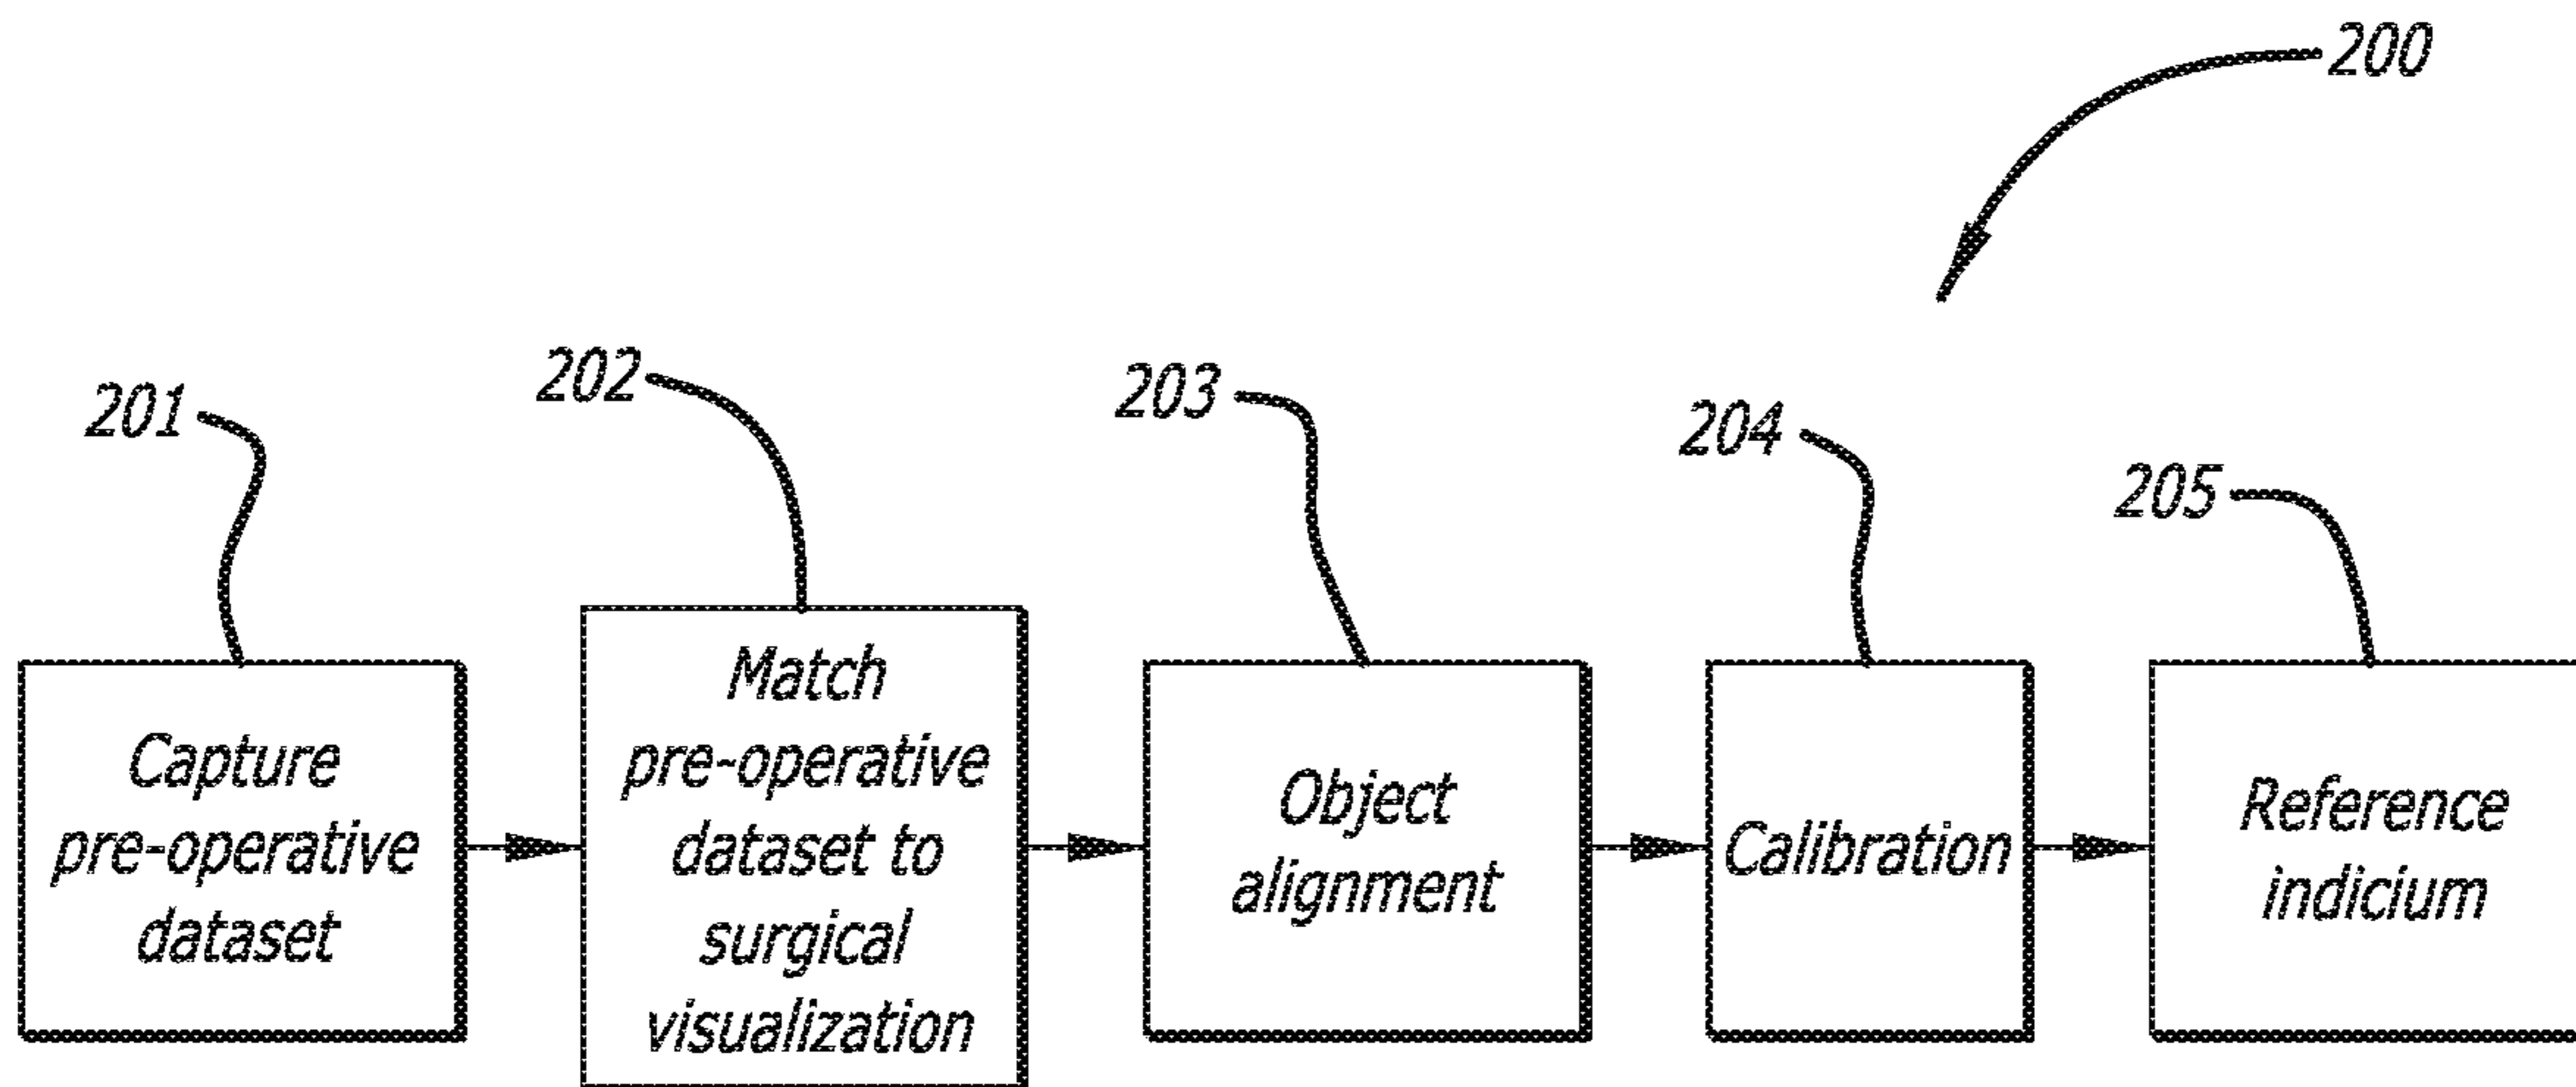 200
201
202
203
204
205
Capture
pre-operative
dataset
Match
pre-operative
dataset to
surgical
visualization
Object
alignment
Calibration
Reference
indicium